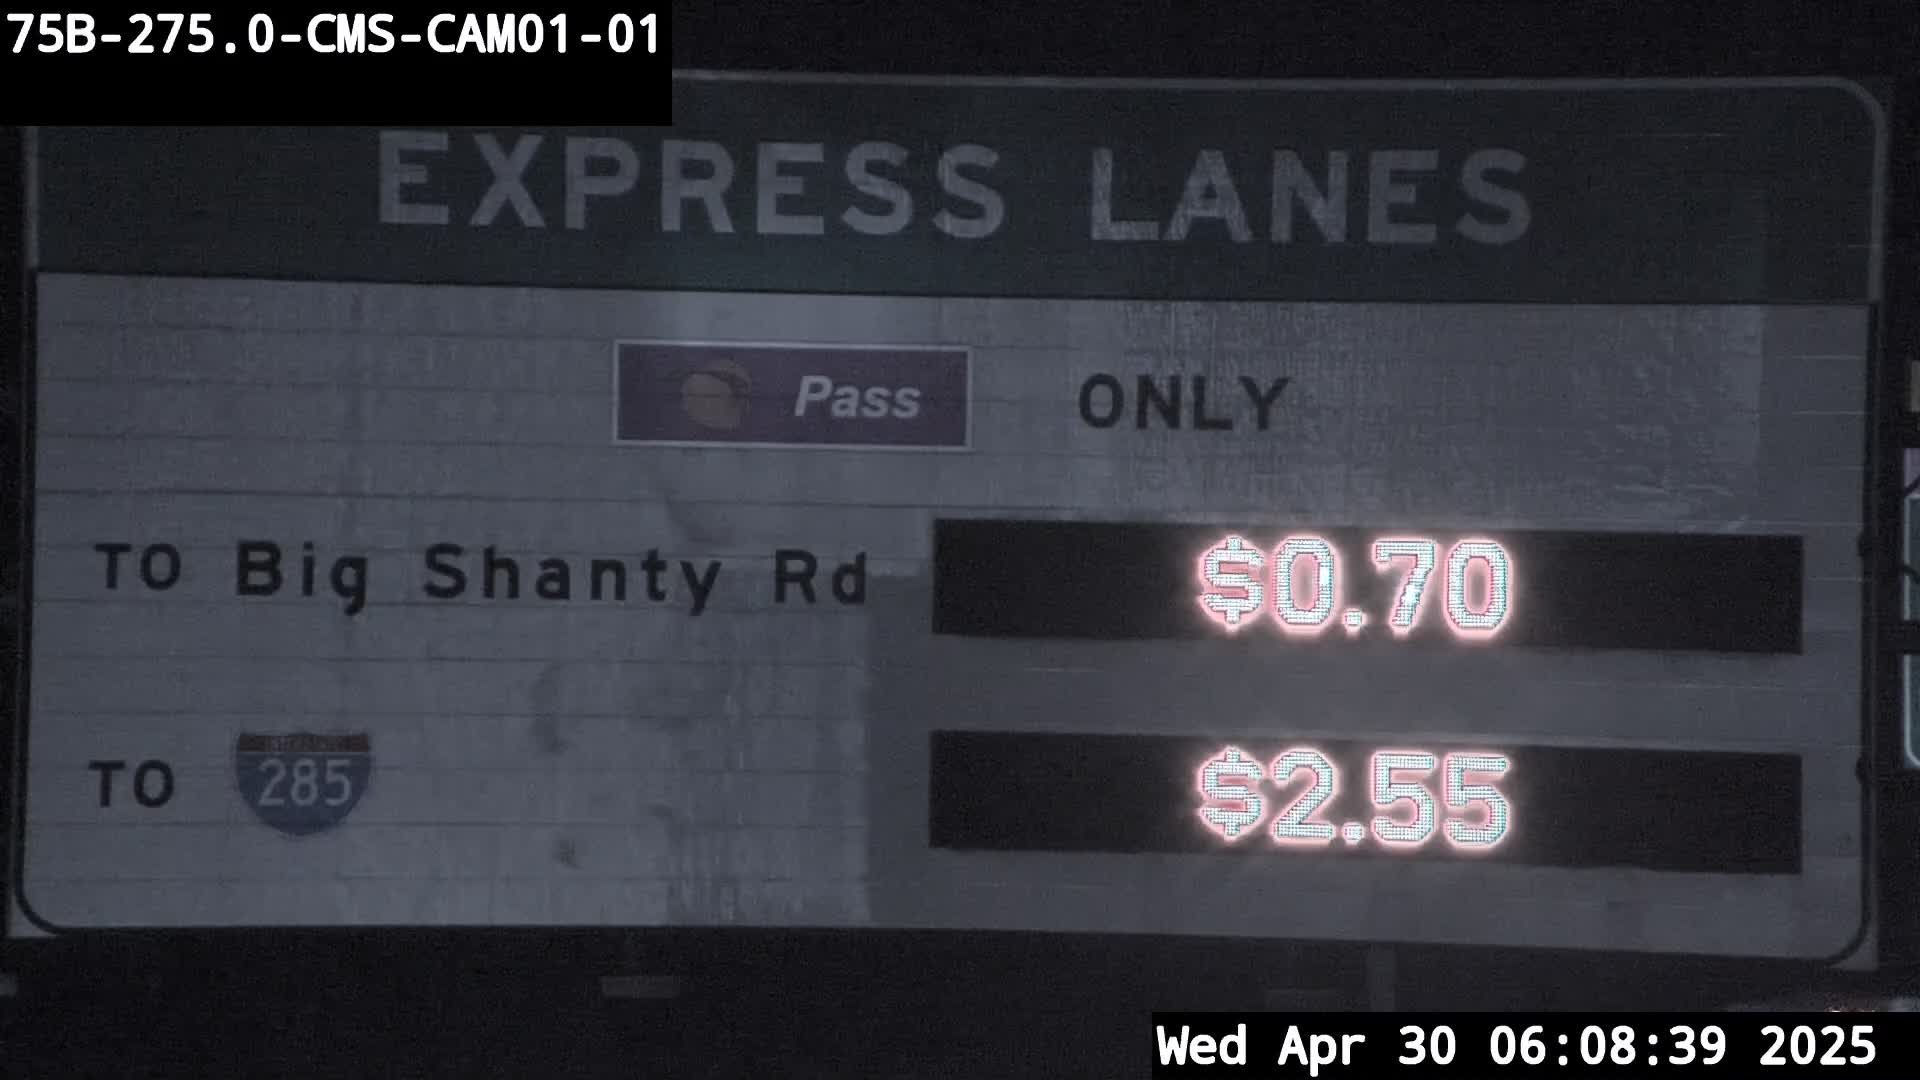 75B-275.0-CMS-CAM01-01
EXPRESS LANES
Pass ONLY
TO Big Shanty Rd $0.70
TO 285 $2.55
Wed Apr 30 06:08:39 2025